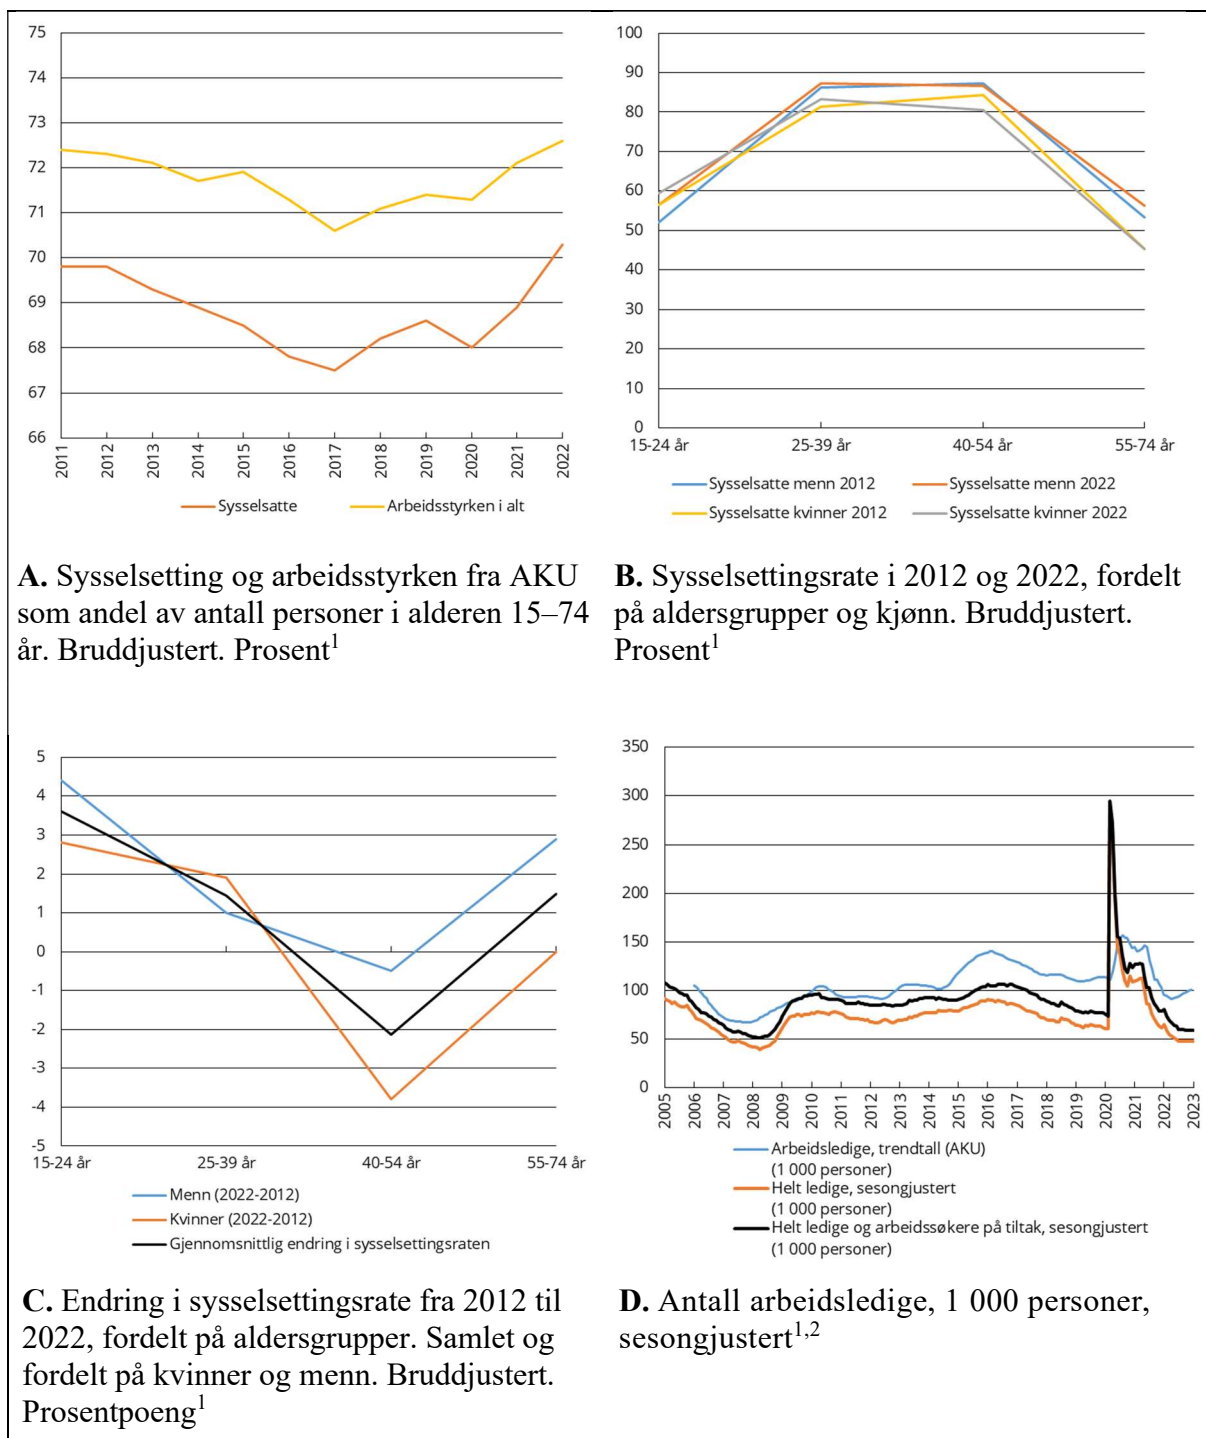 75
74
73
72
71
70
69
68
67
66
2011
2012
2013
2014
2015
2016
2017
2018
2019
2020
2021
2022
Sysselsatte
Arbeidsstyrken i alt
A. Sysselsetting og arbeidsstyrken fra AKU
som andel av antall personer i alderen 15–74
år. Bruddjustert. Prosent1
100
90
80
70
60
50
40
30
20
10
0
15-24 år
25-39 år
40-54 år
55-74 år
Sysselsatte menn 2012
Sysselsatte menn 2022
Sysselsatte kvinner 2012
Sysselsatte kvinner 2022
B. Sysselsettingsrate i 2012 og 2022, fordelt
på aldersgrupper og kjønn. Bruddjustert.
Prosent1
5
4
3
2
1
0
-1
-2
-3
-4
-5
15-24 år
25-39 år
40-54 år
55-74 år
Menn (2022-2012)
Kvinner (2022-2012)
Gjennomsnittlig endring i sysselsettingsraten
C. Endring i sysselsettingsrate fra 2012 til
2022, fordelt på aldersgrupper. Samlet og
fordelt på kvinner og menn. Bruddjustert.
Prosentpoeng1
350
300
250
200
150
100
50
0
2005
2006
2007
2008
2009
2010
2011
2012
2013
2014
2015
2016
2017
2018
2019
2020
2021
2022
2023
Arbeidsledige, trendtall (AKU)
(1 000 personer)
Helt ledige, sesongjustert
(1 000 personer)
Helt ledige og arbeidssøkere på tiltak, sesongjustert
(1 000 personer)
D. Antall arbeidsledige, 1 000 personer,
sesongjustert1,2